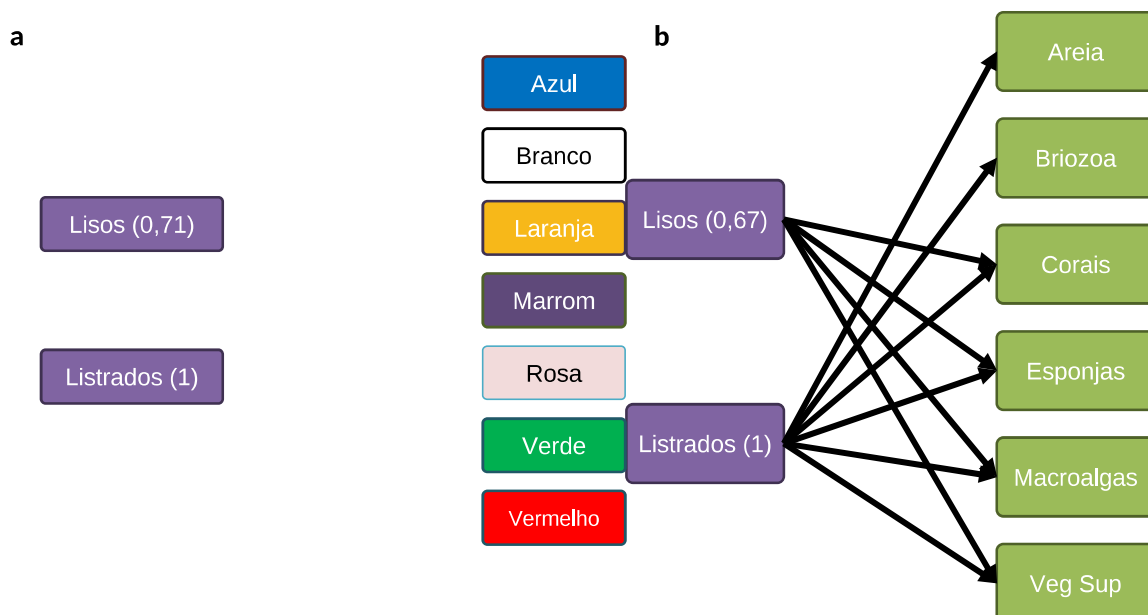 a
Lisos (0,71)
Listrados (1)
Azul
Branco
Laranja
Marrom
Rosa
Verde
Vermelho
b
Lisos (0,67)
Listrados (1)
Areia
Briozoa
Corais
Esponjas
Macroalgas
Veg Sup